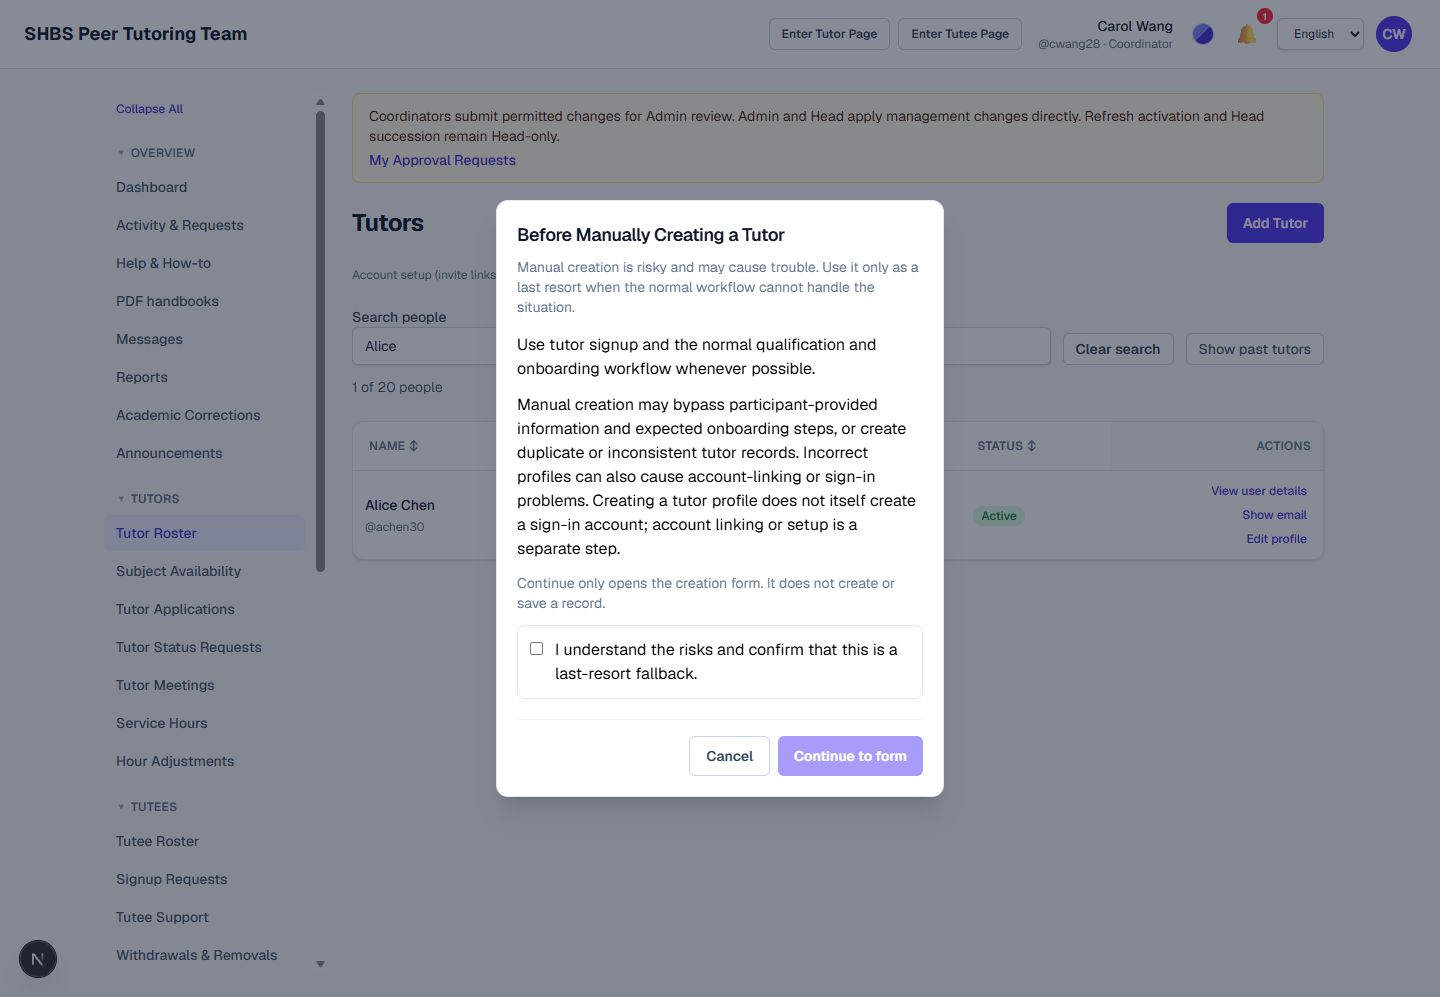 SHBS Peer Tutoring Team
Enter Tutor Page
Enter Tutee Page
Carol Wang
@cwang28 · Coordinator
1
English
CW
Collapse All
OVERVIEW
Dashboard
Activity & Requests
Help & How-to
PDF handbooks
Messages
Reports
Academic Corrections
Announcements
TUTORS
Tutor Roster
Subject Availability
Tutor Applications
Tutor Status Requests
Tutor Meetings
Service Hours
Hour Adjustments
TUTEES
Tutee Roster
Signup Requests
Tutee Support
Withdrawals & Removals
N
Coordinators submit permitted changes for Admin review. Admin and Head apply management changes directly. Refresh activation and Head
succession remain Head-only.
My Approval Requests
Tutors
Add Tutor
Account setup (invite links
Search people
Alice
Clear search
Show past tutors
1 of 20 people
NAME
STATUS
ACTIONS
Alice Chen
@achen30
Active
View user details
Show email
Edit profile
Before Manually Creating a Tutor
Manual creation is risky and may cause trouble. Use it only as a
last resort when the normal workflow cannot handle the
situation.
Use tutor signup and the normal qualification and
onboarding workflow whenever possible.
Manual creation may bypass participant-provided
information and expected onboarding steps, or create
duplicate or inconsistent tutor records. Incorrect
profiles can also cause account-linking or sign-in
problems. Creating a tutor profile does not itself create
a sign-in account; account linking or setup is a
separate step.
Continue only opens the creation form. It does not create or
save a record.
I understand the risks and confirm that this is a
last-resort fallback.
Cancel
Continue to form